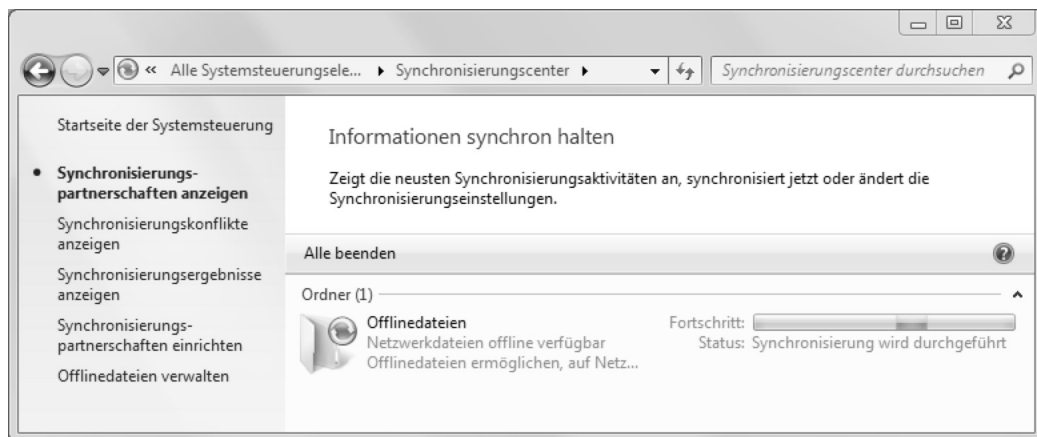 « Alle Systemsteuerungsele... ▸ Synchronisierungscenter ▸
Synchronisierungscenter durchsuchen
Startseite der Systemsteuerung
• Synchronisierungs-
partnerschaften anzeigen
Synchronisierungskonflikte
anzeigen
Synchronisierungsergebnisse
anzeigen
Synchronisierungs-
partnerschaften einrichten
Offlinedateien verwalten
Informationen synchron halten
Zeigt die neusten Synchronisierungsaktivitäten an, synchronisiert jetzt oder ändert die
Synchronisierungseinstellungen.
Alle beenden
Ordner (1)
Offlinedateien
Netzwerkdateien offline verfügbar
Offlinedateien ermöglichen, auf Netz...
Fortschritt:
Status: Synchronisierung wird durchgeführt